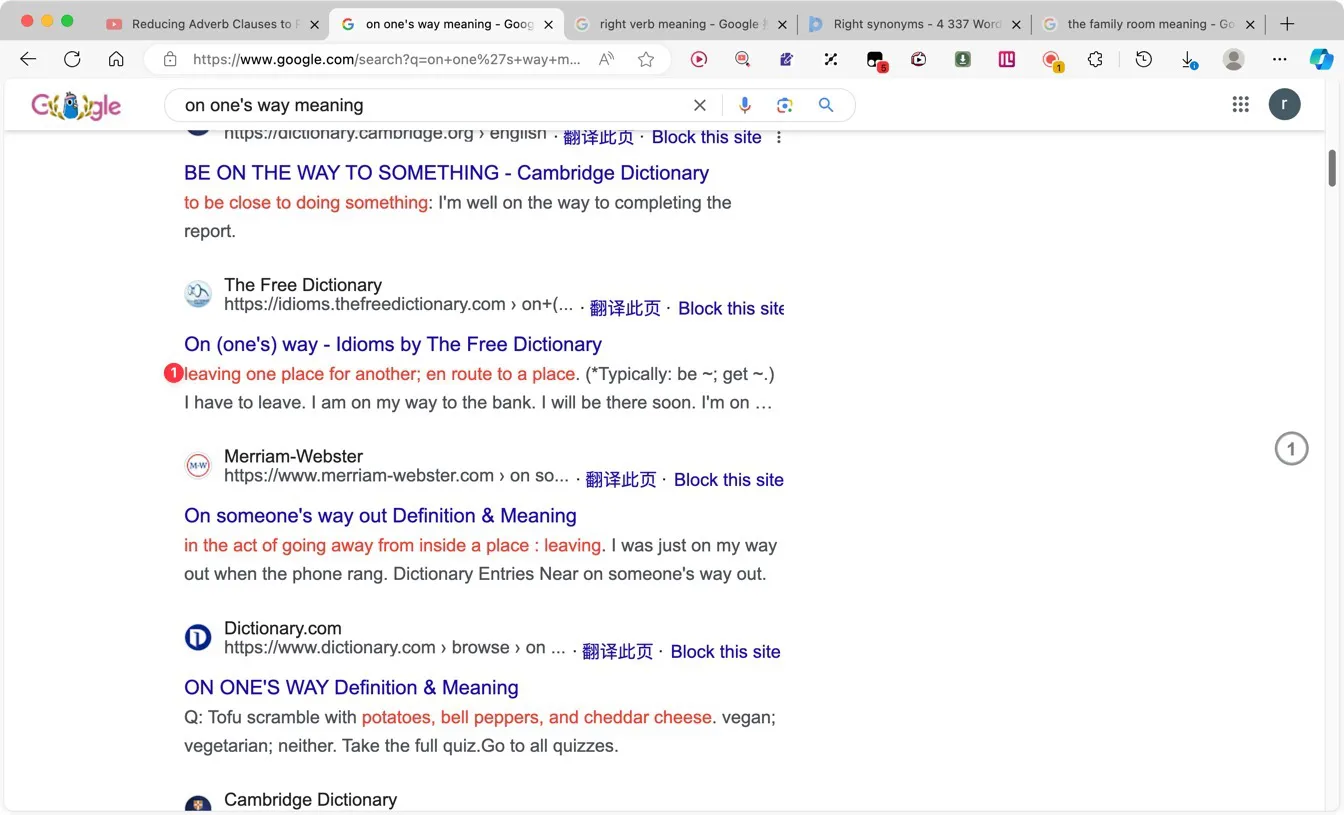 Reducing Adverb Clauses to
on one's way meaning - Goog
right verb meaning - Google
Right synonyms - 4 337 Word
the family room meaning - Go
https://www.google.com/search?q=on+one%27s+way+m...
5
1
Google
on one's way meaning
r
https://dictionary.cambridge.org › english · 翻译此页 · Block this site
BE ON THE WAY TO SOMETHING - Cambridge Dictionary
to be close to doing something: I'm well on the way to completing the
report.
The Free Dictionary
https://idioms.thefreedictionary.com › on+(... · 翻译此页 · Block this site
On (one's) way - Idioms by The Free Dictionary
1 leaving one place for another; en route to a place. (*Typically: be ~; get ~.)
I have to leave. I am on my way to the bank. I will be there soon. I'm on ...
1
Merriam-Webster
M-W
https://www.merriam-webster.com › on so... · 翻译此页 · Block this site
On someone's way out Definition & Meaning
in the act of going away from inside a place : leaving. I was just on my way
out when the phone rang. Dictionary Entries Near on someone's way out.
Dictionary.com
https://www.dictionary.com › browse › on ... · 翻译此页 · Block this site
ON ONE'S WAY Definition & Meaning
Q: Tofu scramble with potatoes, bell peppers, and cheddar cheese. vegan;
vegetarian; neither. Take the full quiz.Go to all quizzes.
Cambridge Dictionary